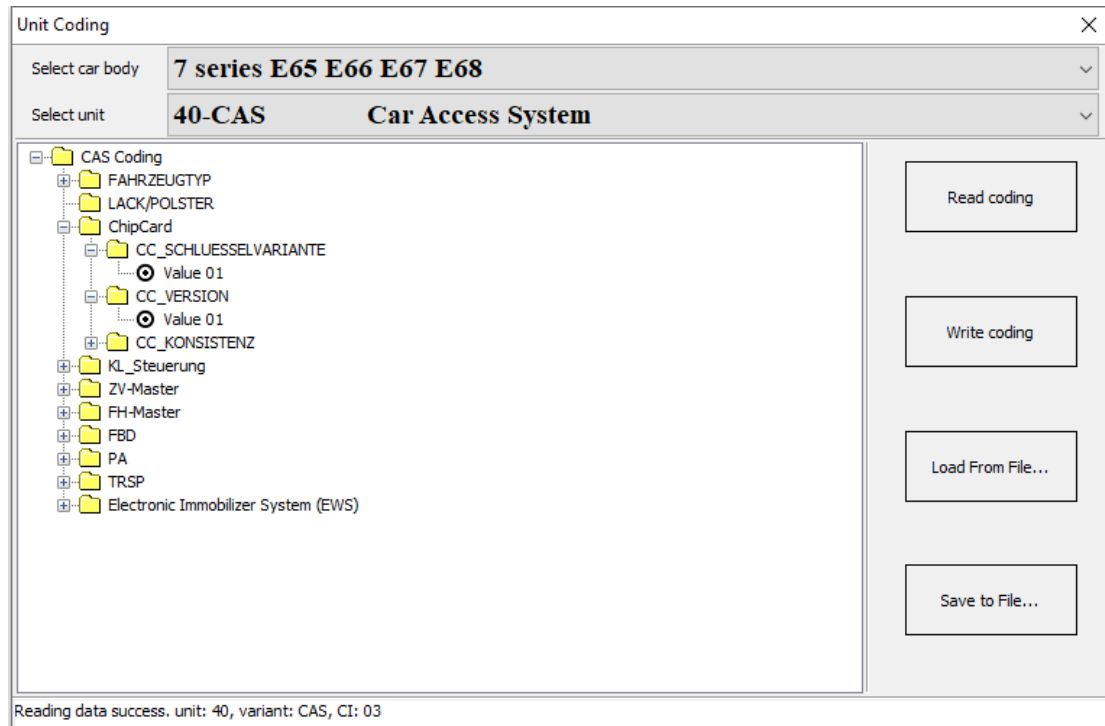 Unit Coding
Select car body
7 series E65 E66 E67 E68
Select unit
40-CAS Car Access System
CAS Coding
FAHRZEUGTYP
LACK/POLSTER
ChipCard
CC_SCHLUESSELVARIANTE
Value 01
CC_VERSION
Value 01
CC_KONSISTENZ
KL_Steuerung
ZV-Master
FH-Master
FBD
PA
TRSP
Electronic Immobilizer System (EWS)
Read coding
Write coding
Load From File...
Save to File...
Reading data success. unit: 40, variant: CAS, CI: 03